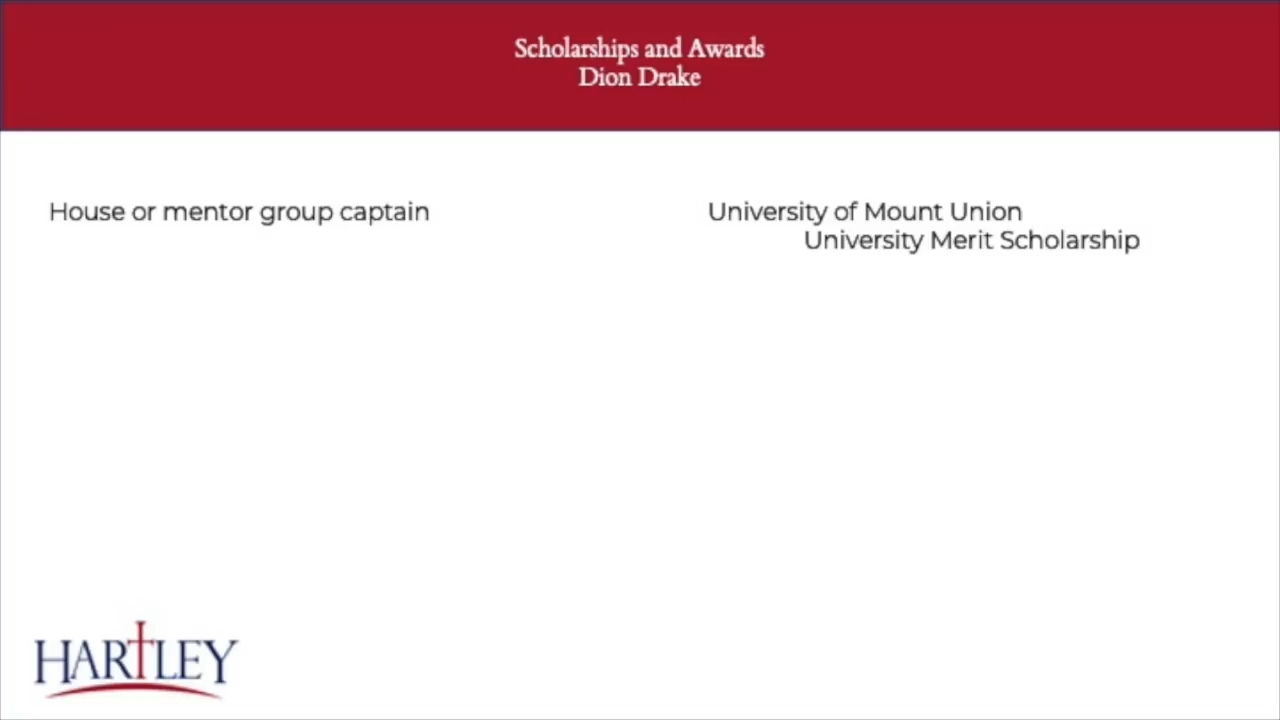 Scholarships and Awards
Dion Drake
House or mentor group captain
University of Mount Union
University Merit Scholarship
HARTLEY